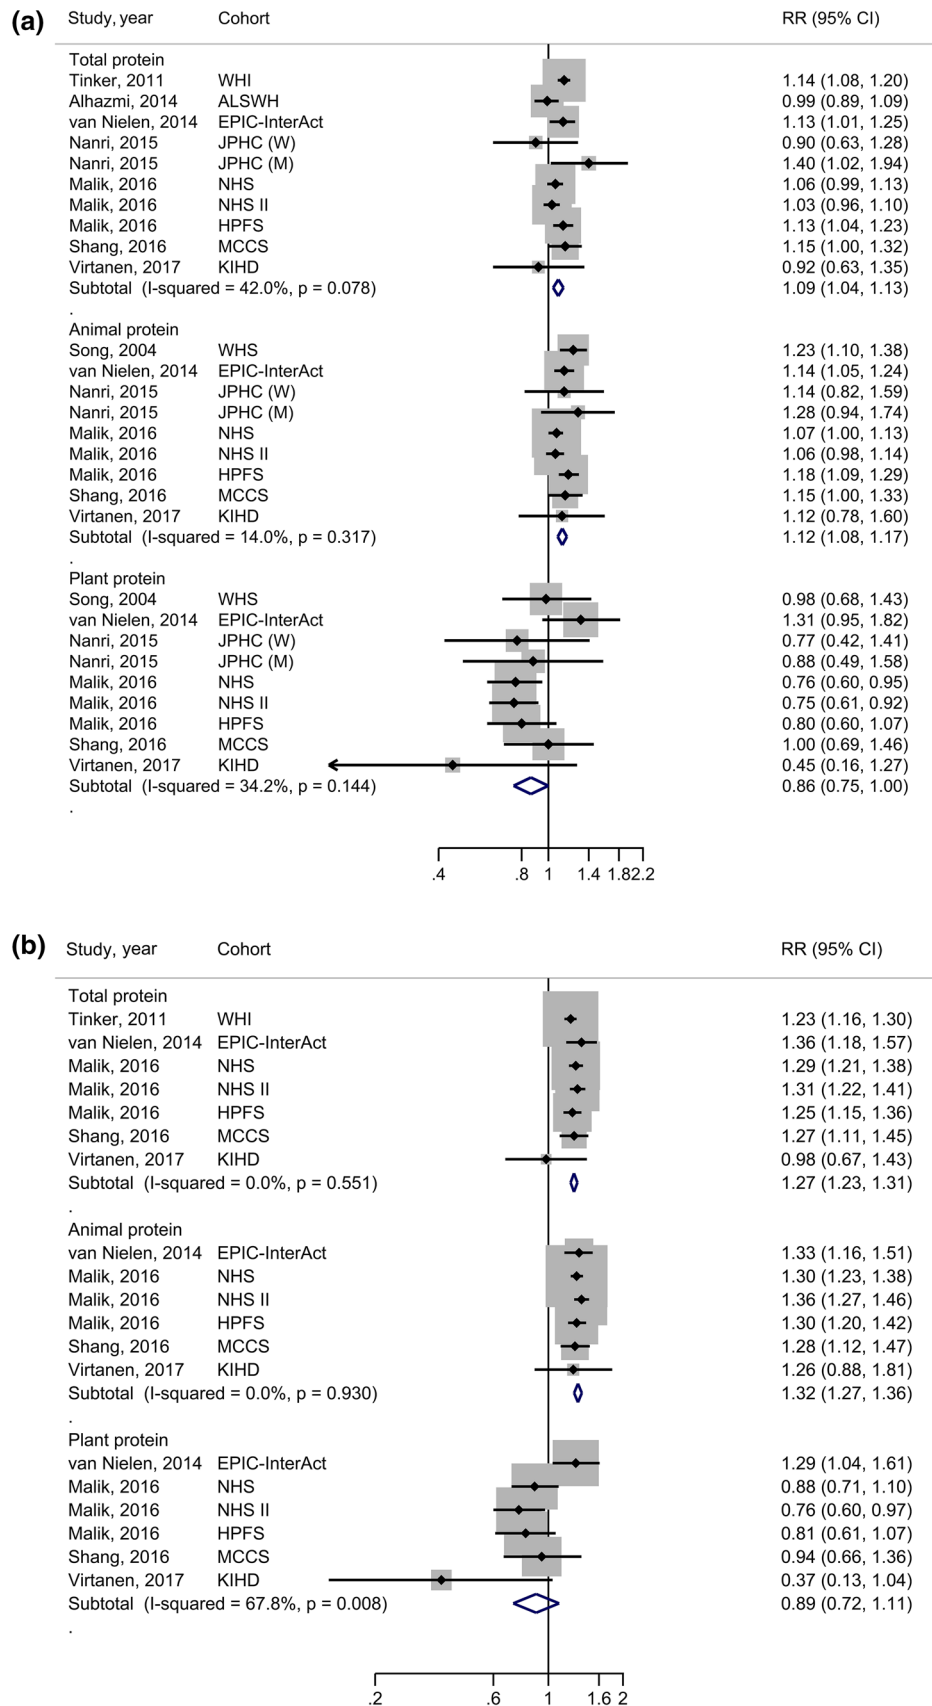 (a) Study, year Cohort RR (95% CI)
Total protein
Tinker, 2011 WHI 1.14 (1.08, 1.20)
Alhazmi, 2014 ALSWH 0.99 (0.89, 1.09)
van Nielen, 2014 EPIC-InterAct 1.13 (1.01, 1.25)
Nanri, 2015 JPHC (W) 0.90 (0.63, 1.28)
Nanri, 2015 JPHC (M) 1.40 (1.02, 1.94)
Malik, 2016 NHS 1.06 (0.99, 1.13)
Malik, 2016 NHS II 1.03 (0.96, 1.10)
Malik, 2016 HPFS 1.13 (1.04, 1.23)
Shang, 2016 MCCS 1.15 (1.00, 1.32)
Virtanen, 2017 KIHD 0.92 (0.63, 1.35)
Subtotal (I-squared = 42.0%, p = 0.078) 1.09 (1.04, 1.13)
.
Animal protein
Song, 2004 WHS 1.23 (1.10, 1.38)
van Nielen, 2014 EPIC-InterAct 1.14 (1.05, 1.24)
Nanri, 2015 JPHC (W) 1.14 (0.82, 1.59)
Nanri, 2015 JPHC (M) 1.28 (0.94, 1.74)
Malik, 2016 NHS 1.07 (1.00, 1.13)
Malik, 2016 NHS II 1.06 (0.98, 1.14)
Malik, 2016 HPFS 1.18 (1.09, 1.29)
Shang, 2016 MCCS 1.15 (1.00, 1.33)
Virtanen, 2017 KIHD 1.12 (0.78, 1.60)
Subtotal (I-squared = 14.0%, p = 0.317) 1.12 (1.08, 1.17)
.
Plant protein
Song, 2004 WHS 0.98 (0.68, 1.43)
van Nielen, 2014 EPIC-InterAct 1.31 (0.95, 1.82)
Nanri, 2015 JPHC (W) 0.77 (0.42, 1.41)
Nanri, 2015 JPHC (M) 0.88 (0.49, 1.58)
Malik, 2016 NHS 0.76 (0.60, 0.95)
Malik, 2016 NHS II 0.75 (0.61, 0.92)
Malik, 2016 HPFS 0.80 (0.60, 1.07)
Shang, 2016 MCCS 1.00 (0.69, 1.46)
Virtanen, 2017 KIHD 0.45 (0.16, 1.27)
Subtotal (I-squared = 34.2%, p = 0.144) 0.86 (0.75, 1.00)
.
.4 .8 1 1.4 1.8 2.2
(b) Study, year Cohort RR (95% CI)
Total protein
Tinker, 2011 WHI 1.23 (1.16, 1.30)
van Nielen, 2014 EPIC-InterAct 1.36 (1.18, 1.57)
Malik, 2016 NHS 1.29 (1.21, 1.38)
Malik, 2016 NHS II 1.31 (1.22, 1.41)
Malik, 2016 HPFS 1.25 (1.15, 1.36)
Shang, 2016 MCCS 1.27 (1.11, 1.45)
Virtanen, 2017 KIHD 0.98 (0.67, 1.43)
Subtotal (I-squared = 0.0%, p = 0.551) 1.27 (1.23, 1.31)
.
Animal protein
van Nielen, 2014 EPIC-InterAct 1.33 (1.16, 1.51)
Malik, 2016 NHS 1.30 (1.23, 1.38)
Malik, 2016 NHS II 1.36 (1.27, 1.46)
Malik, 2016 HPFS 1.30 (1.20, 1.42)
Shang, 2016 MCCS 1.28 (1.12, 1.47)
Virtanen, 2017 KIHD 1.26 (0.88, 1.81)
Subtotal (I-squared = 0.0%, p = 0.930) 1.32 (1.27, 1.36)
.
Plant protein
van Nielen, 2014 EPIC-InterAct 1.29 (1.04, 1.61)
Malik, 2016 NHS 0.88 (0.71, 1.10)
Malik, 2016 NHS II 0.76 (0.60, 0.97)
Malik, 2016 HPFS 0.81 (0.61, 1.07)
Shang, 2016 MCCS 0.94 (0.66, 1.36)
Virtanen, 2017 KIHD 0.37 (0.13, 1.04)
Subtotal (I-squared = 67.8%, p = 0.008) 0.89 (0.72, 1.11)
.
.2 .6 1 1.6 2